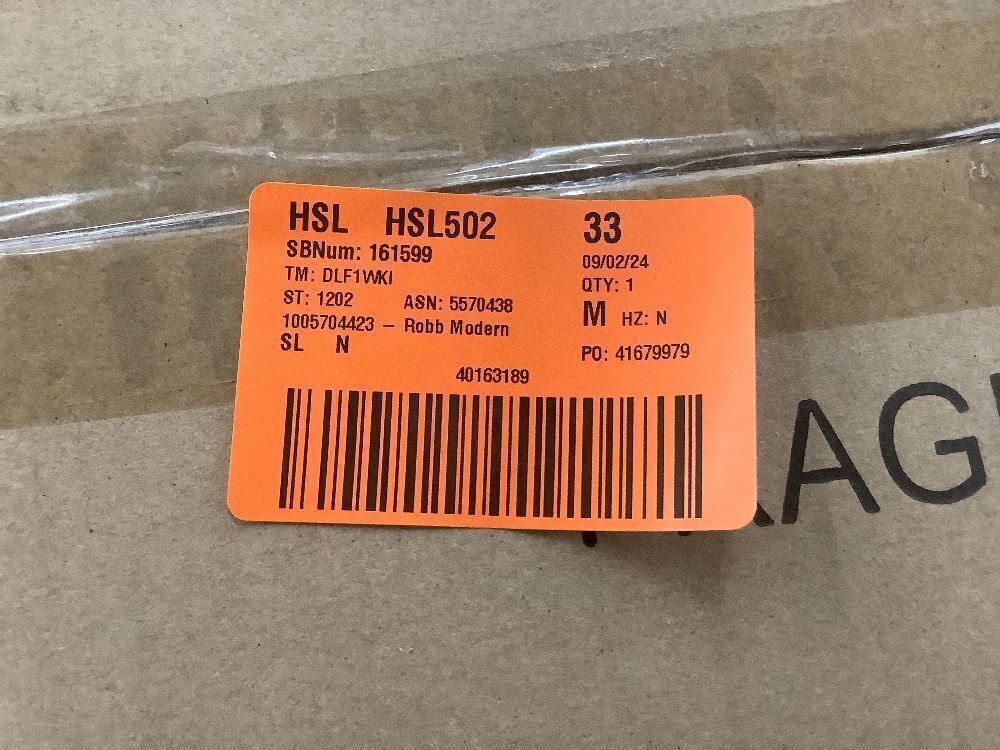 HSL HSL502 33
SBNum: 161599 09/02/24
TM: DLF1WKI QTY: 1
ST: 1202 ASN: 5570438 M HZ: N
1005704423 – Robb Modern
SL N PO: 41679979
40163189